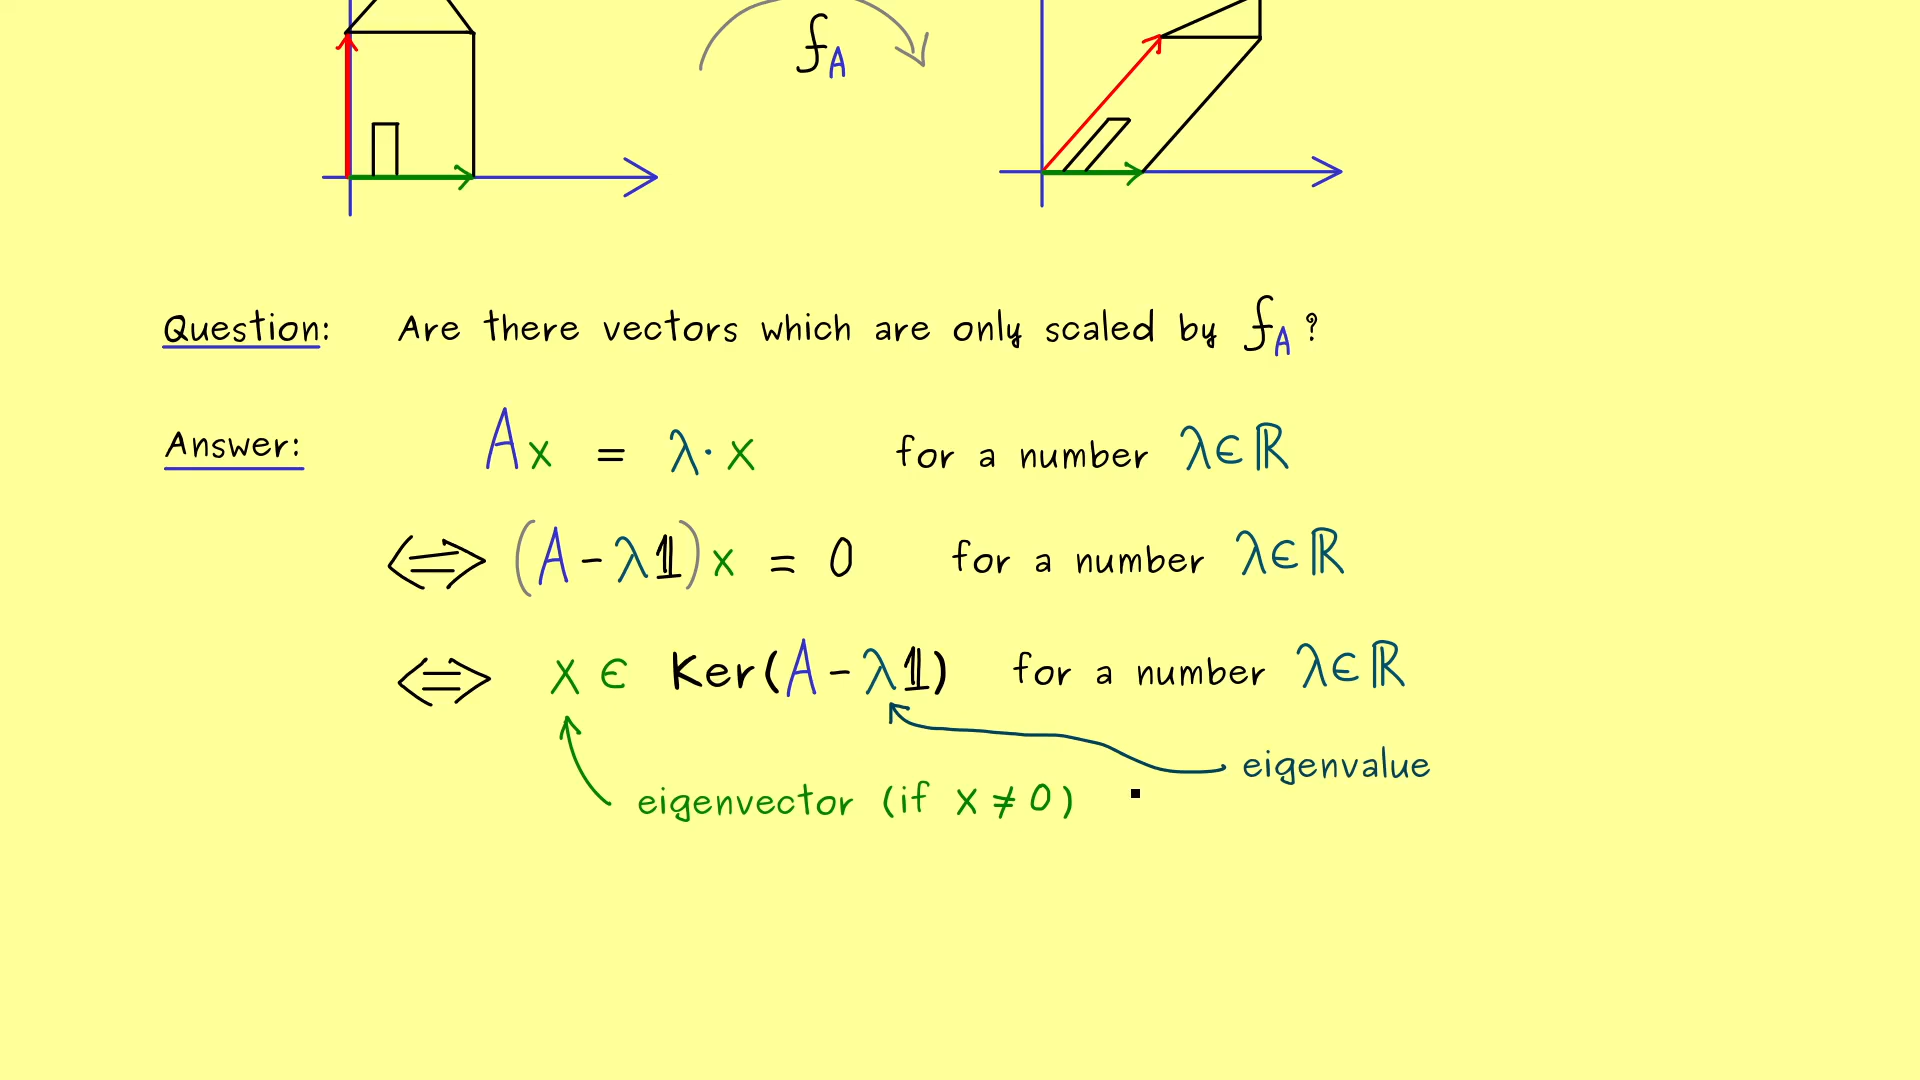 f_A
Question: Are there vectors which are only scaled by f_A ?
Answer: Ax = λ· x for a number λ∈ℝ
⟺ (A - λ𝟙)x = 0 for a number λ∈ℝ
⟺ x ∈ Ker(A - λ𝟙) for a number λ∈ℝ
eigenvalue
eigenvector (if x ≠ 0)